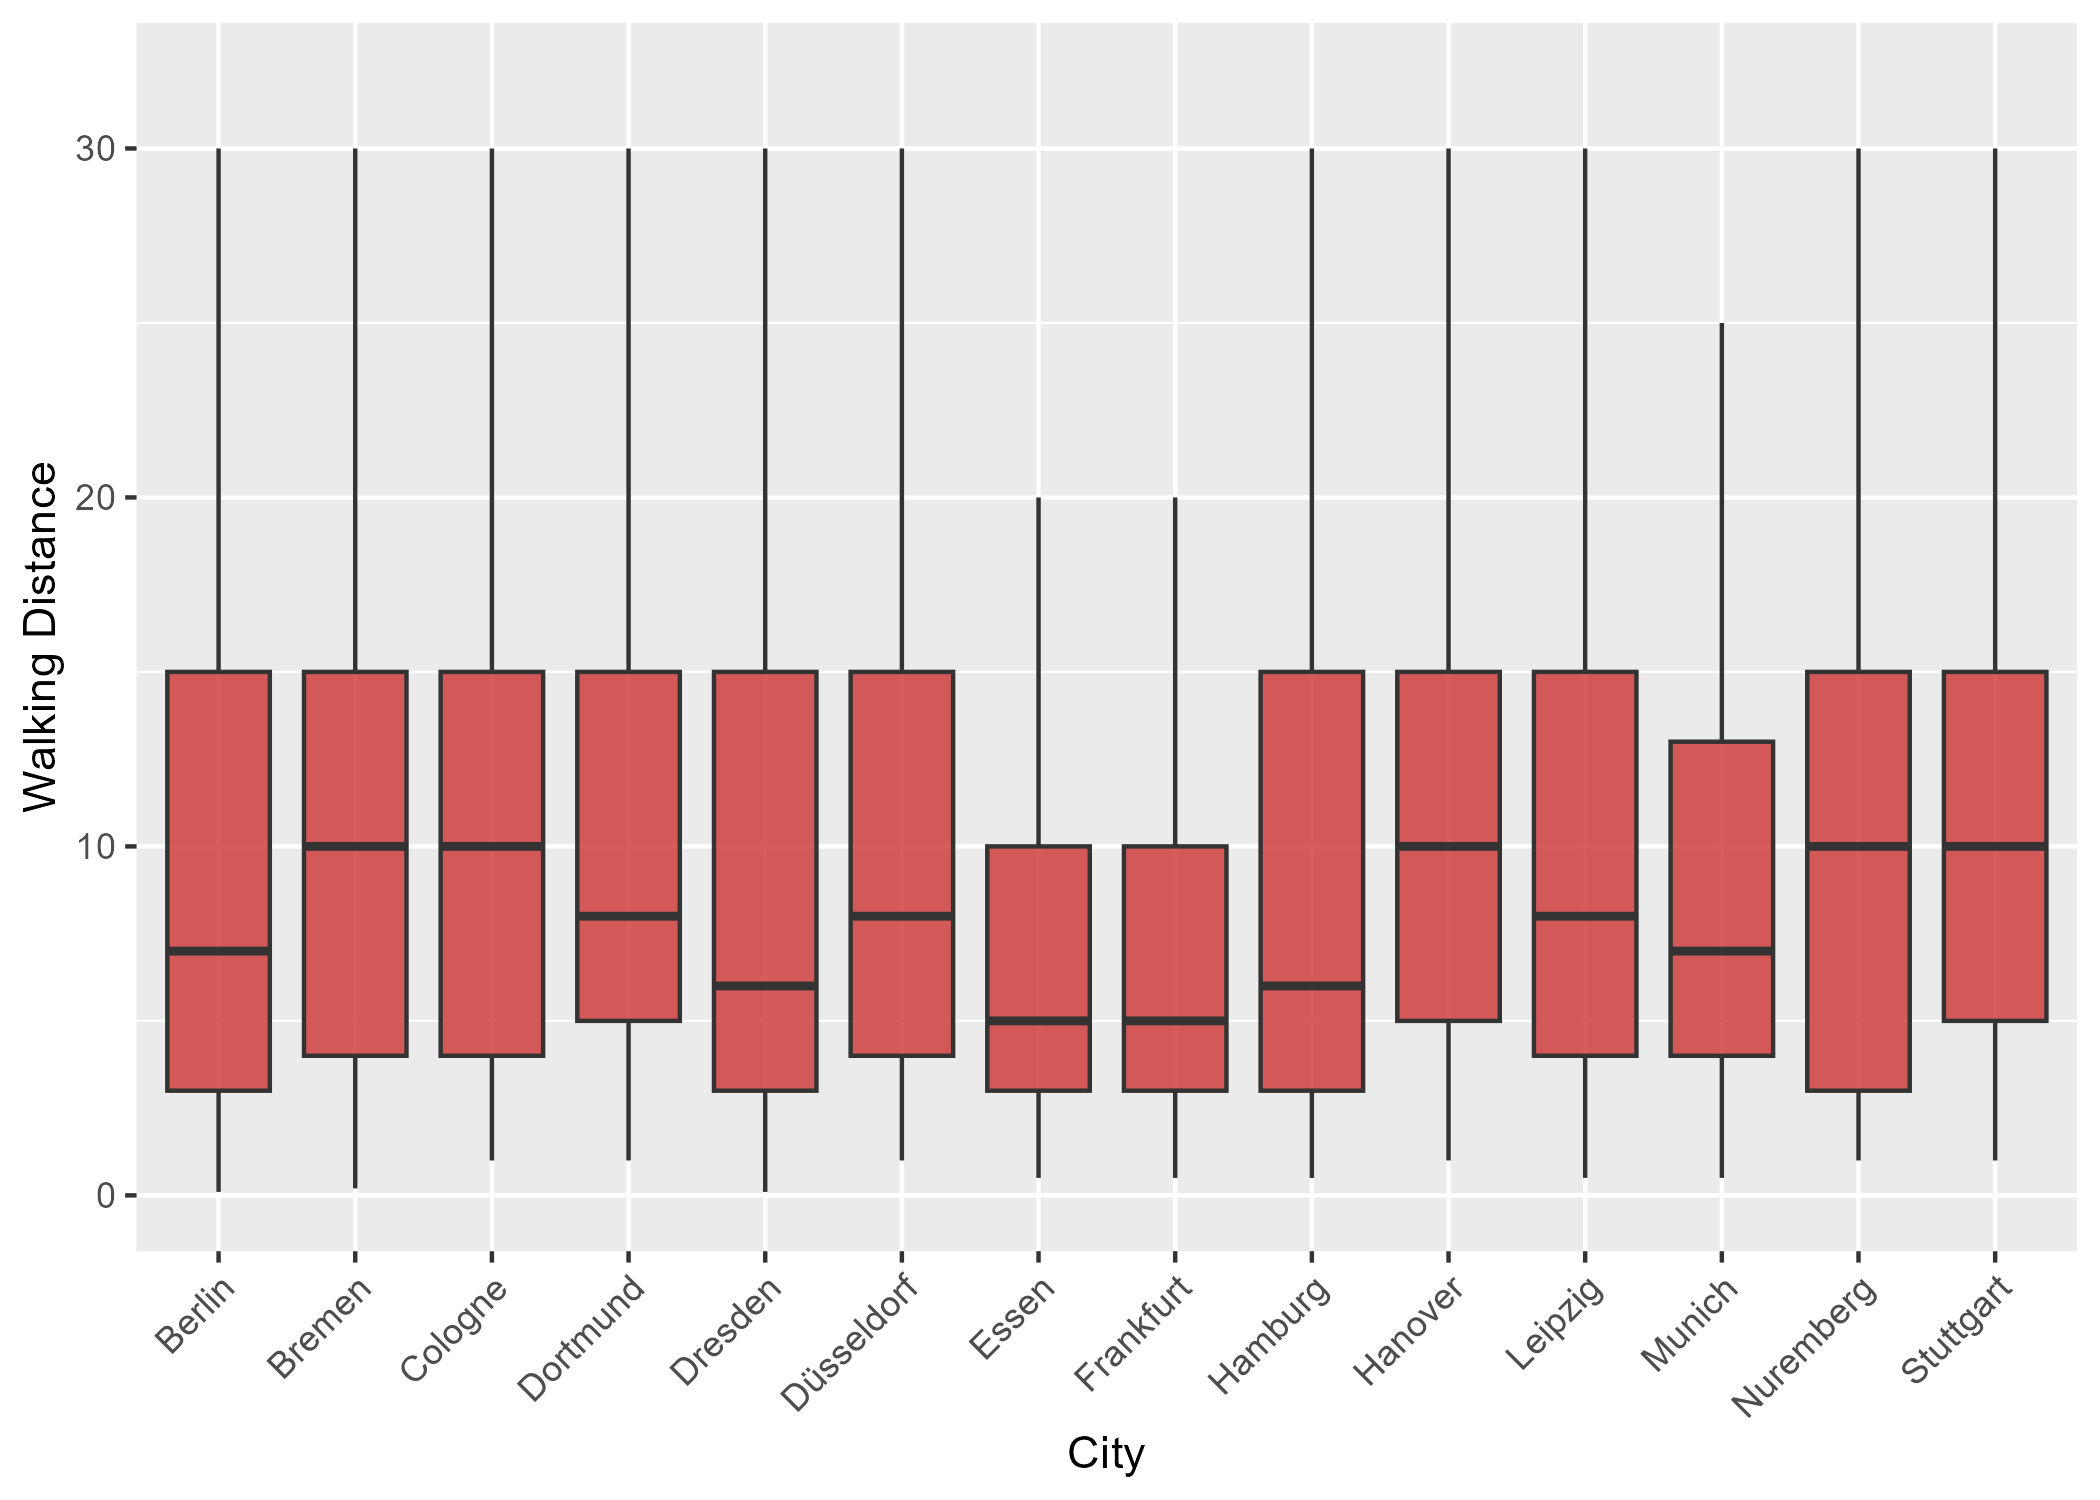 Walking Distance
30
20
10
0
Berlin
Bremen
Cologne
Dortmund
Dresden
Düsseldorf
Essen
Frankfurt
Hamburg
Hanover
Leipzig
Munich
Nuremberg
Stuttgart
City